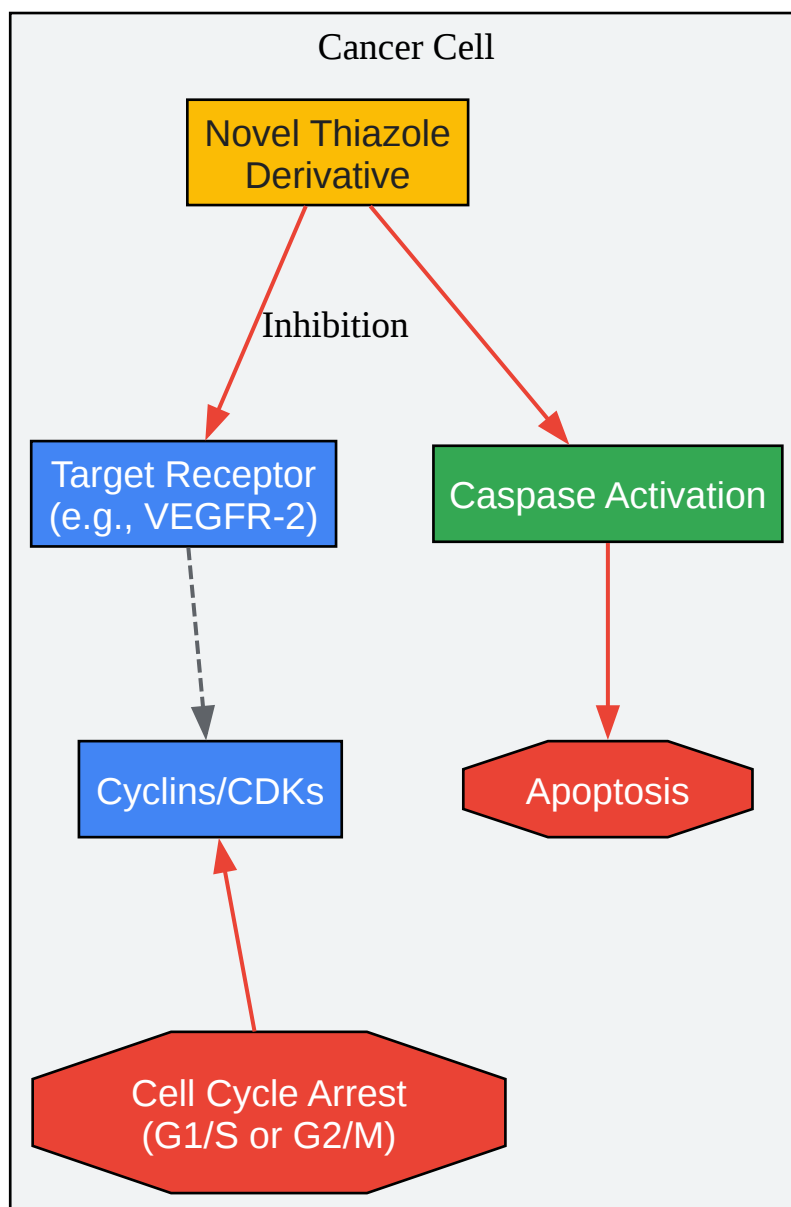 Cancer Cell
Novel Thiazole
Derivative
Inhibition
Target Receptor
(e.g., VEGFR-2)
Caspase Activation
Cyclins/CDKs
Apoptosis
Cell Cycle Arrest
(G1/S or G2/M)